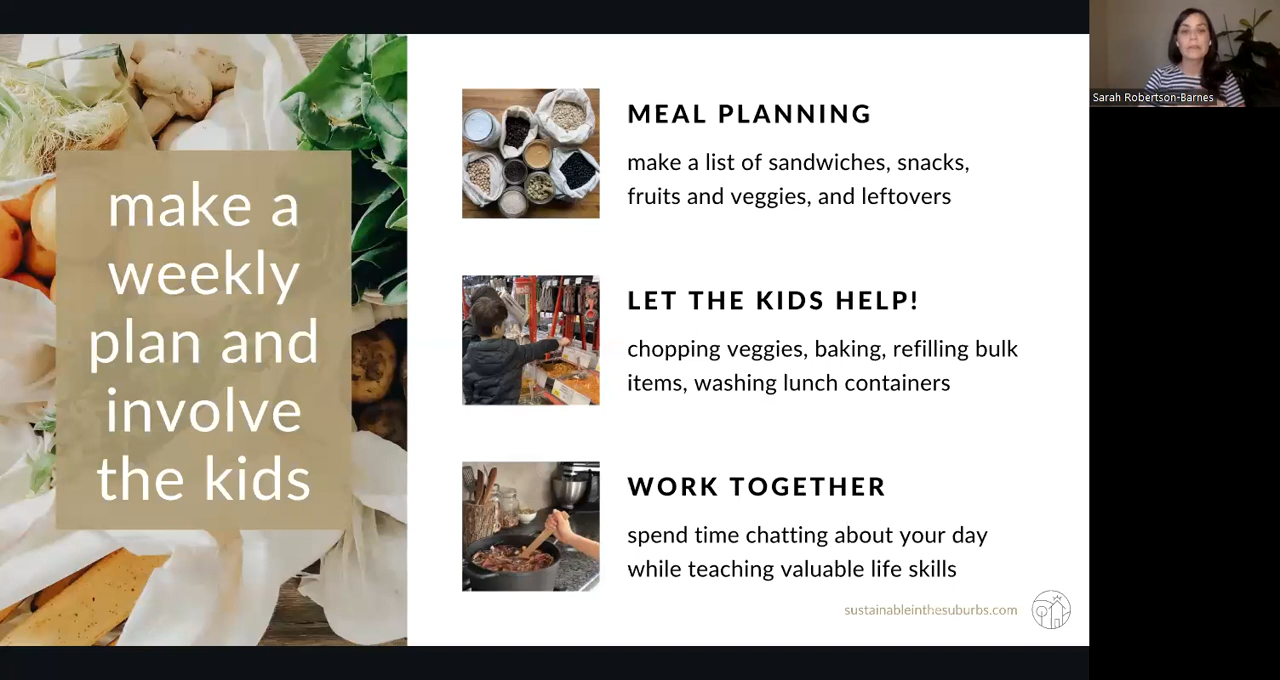 make a
weekly
plan and
involve
the kids
MEAL PLANNING
make a list of sandwiches, snacks,
fruits and veggies, and leftovers
LET THE KIDS HELP!
chopping veggies, baking, refilling bulk
items, washing lunch containers
WORK TOGETHER
spend time chatting about your day
while teaching valuable life skills
sustainableinthesuburbs.com
Sarah Robertson-Barnes